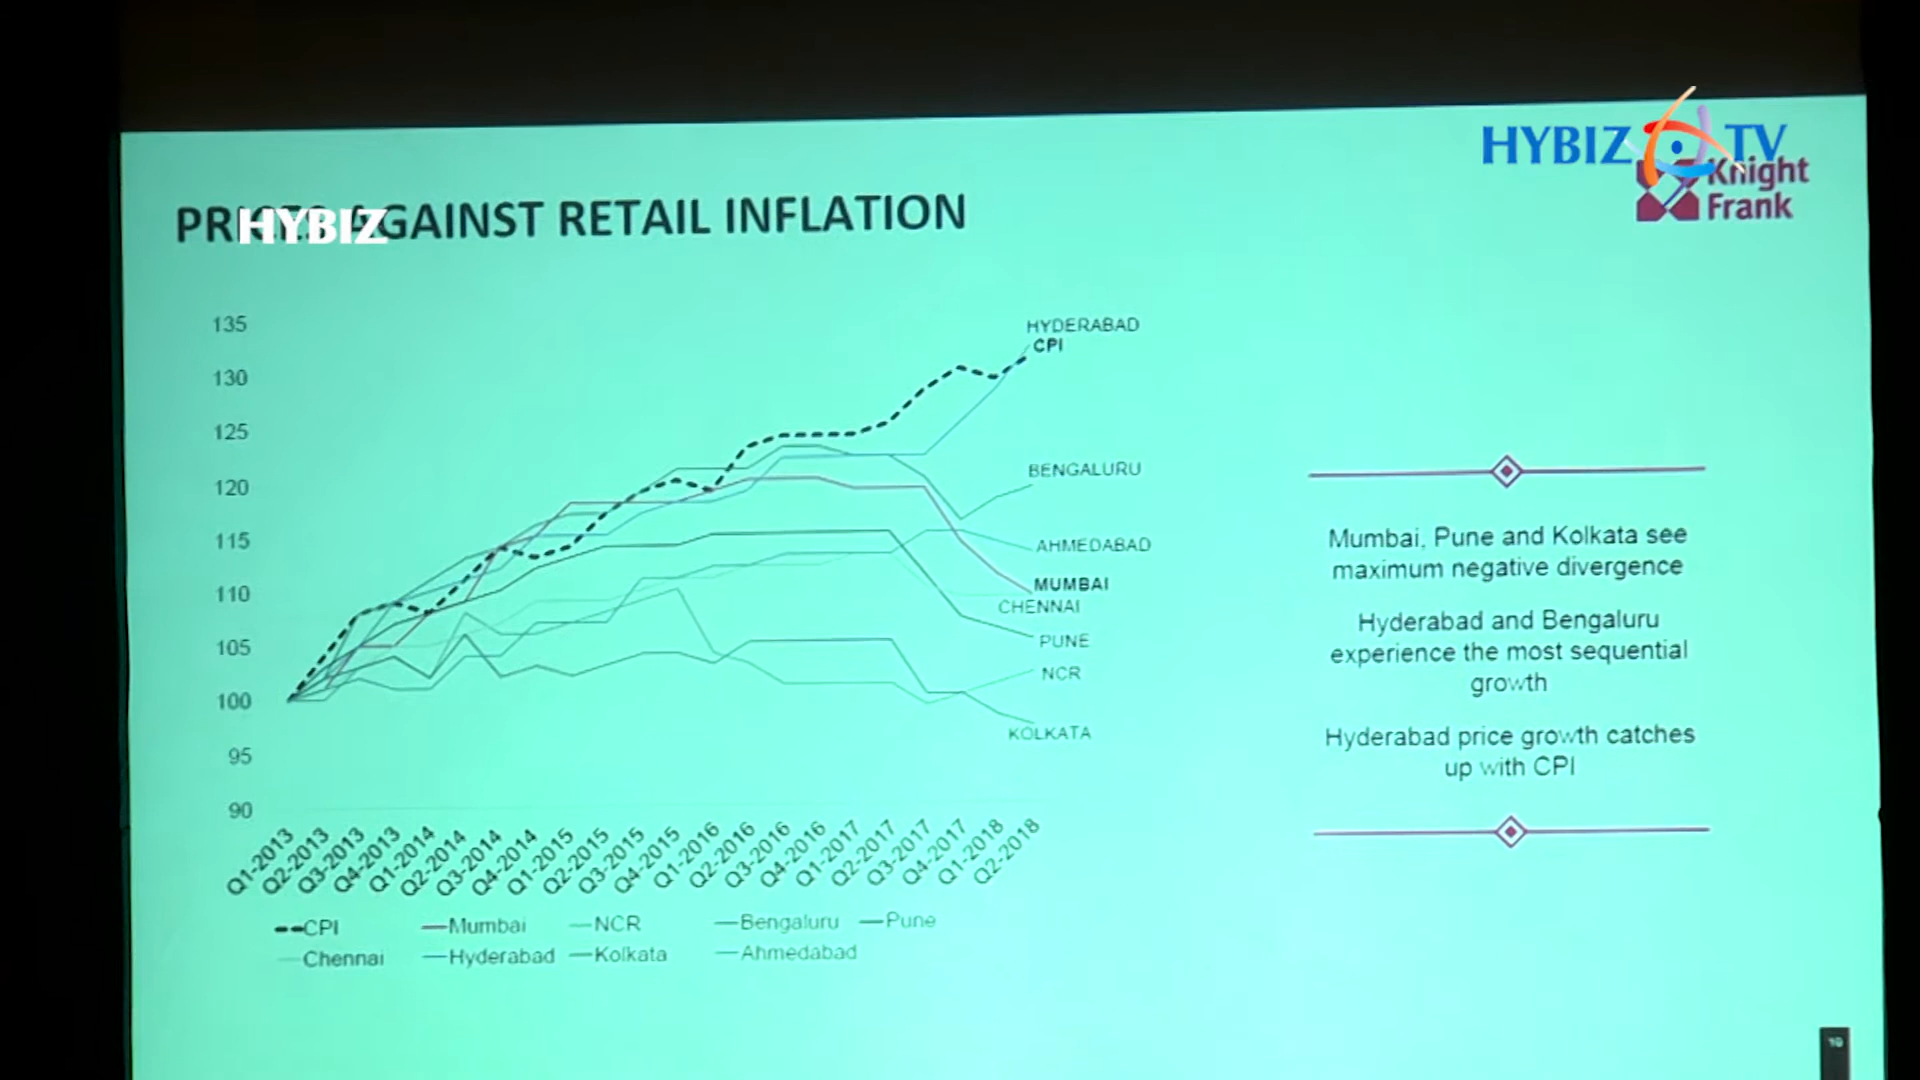 HYBIZ TV
Knight
Frank
HYBIZ
AGAINST RETAIL INFLATION
135
130
125
120
115
110
105
100
95
90
HYDERABAD
CPI
BENGALURU
AHMEDABAD
MUMBAI
CHENNAI
PUNE
NCR
KOLKATA
Q1-2013
Q2-2013
Q3-2013
Q4-2013
Q1-2014
Q2-2014
Q3-2014
Q4-2014
Q1-2015
Q2-2015
Q3-2015
Q4-2015
Q1-2016
Q2-2016
Q3-2016
Q4-2016
Q1-2017
Q2-2017
Q3-2017
Q4-2017
Q1-2018
Q2-2018
CPI Mumbai NCR Bengaluru Pune
Chennai Hyderabad Kolkata Ahmedabad
Mumbai, Pune and Kolkata see
maximum negative divergence
Hyderabad and Bengaluru
experience the most sequential
growth
Hyderabad price growth catches
up with CPI